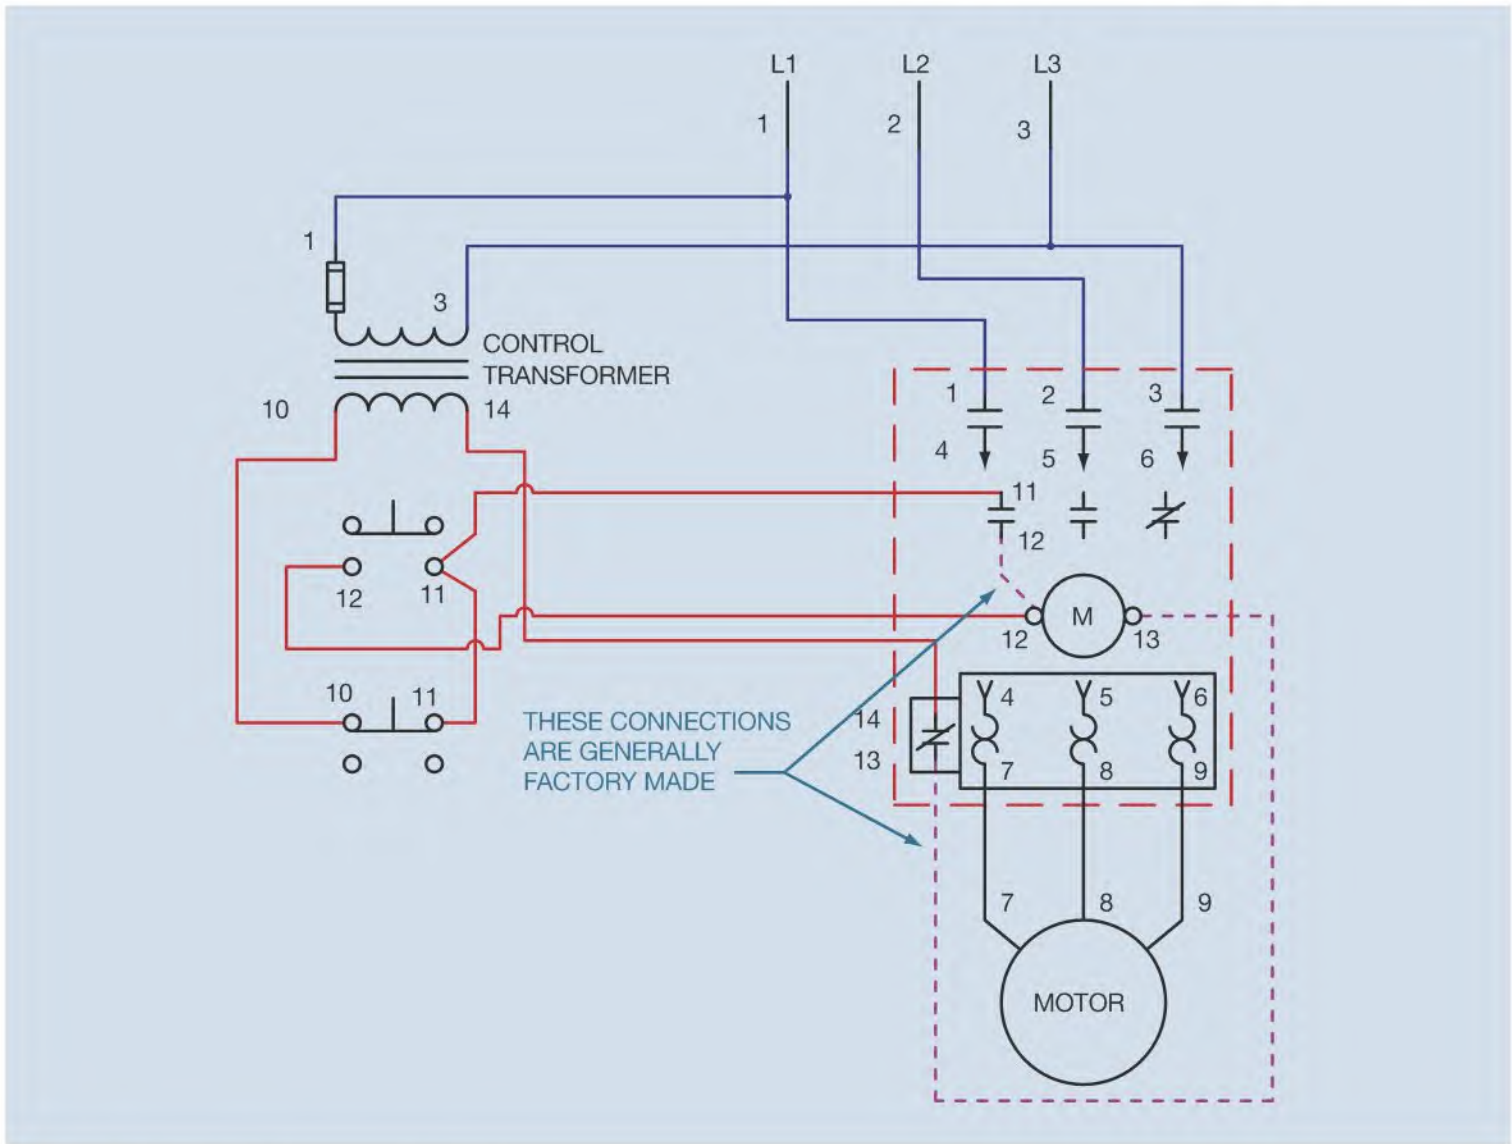 L1 L2 L3
1 2 3
1
3
CONTROL
TRANSFORMER
10 14
1 2 3
4 5 6
11
12
12 11
12 M 13
10 11
4 5 6
14
THESE CONNECTIONS
ARE GENERALLY
FACTORY MADE
13
7 8 9
7 8 9
MOTOR